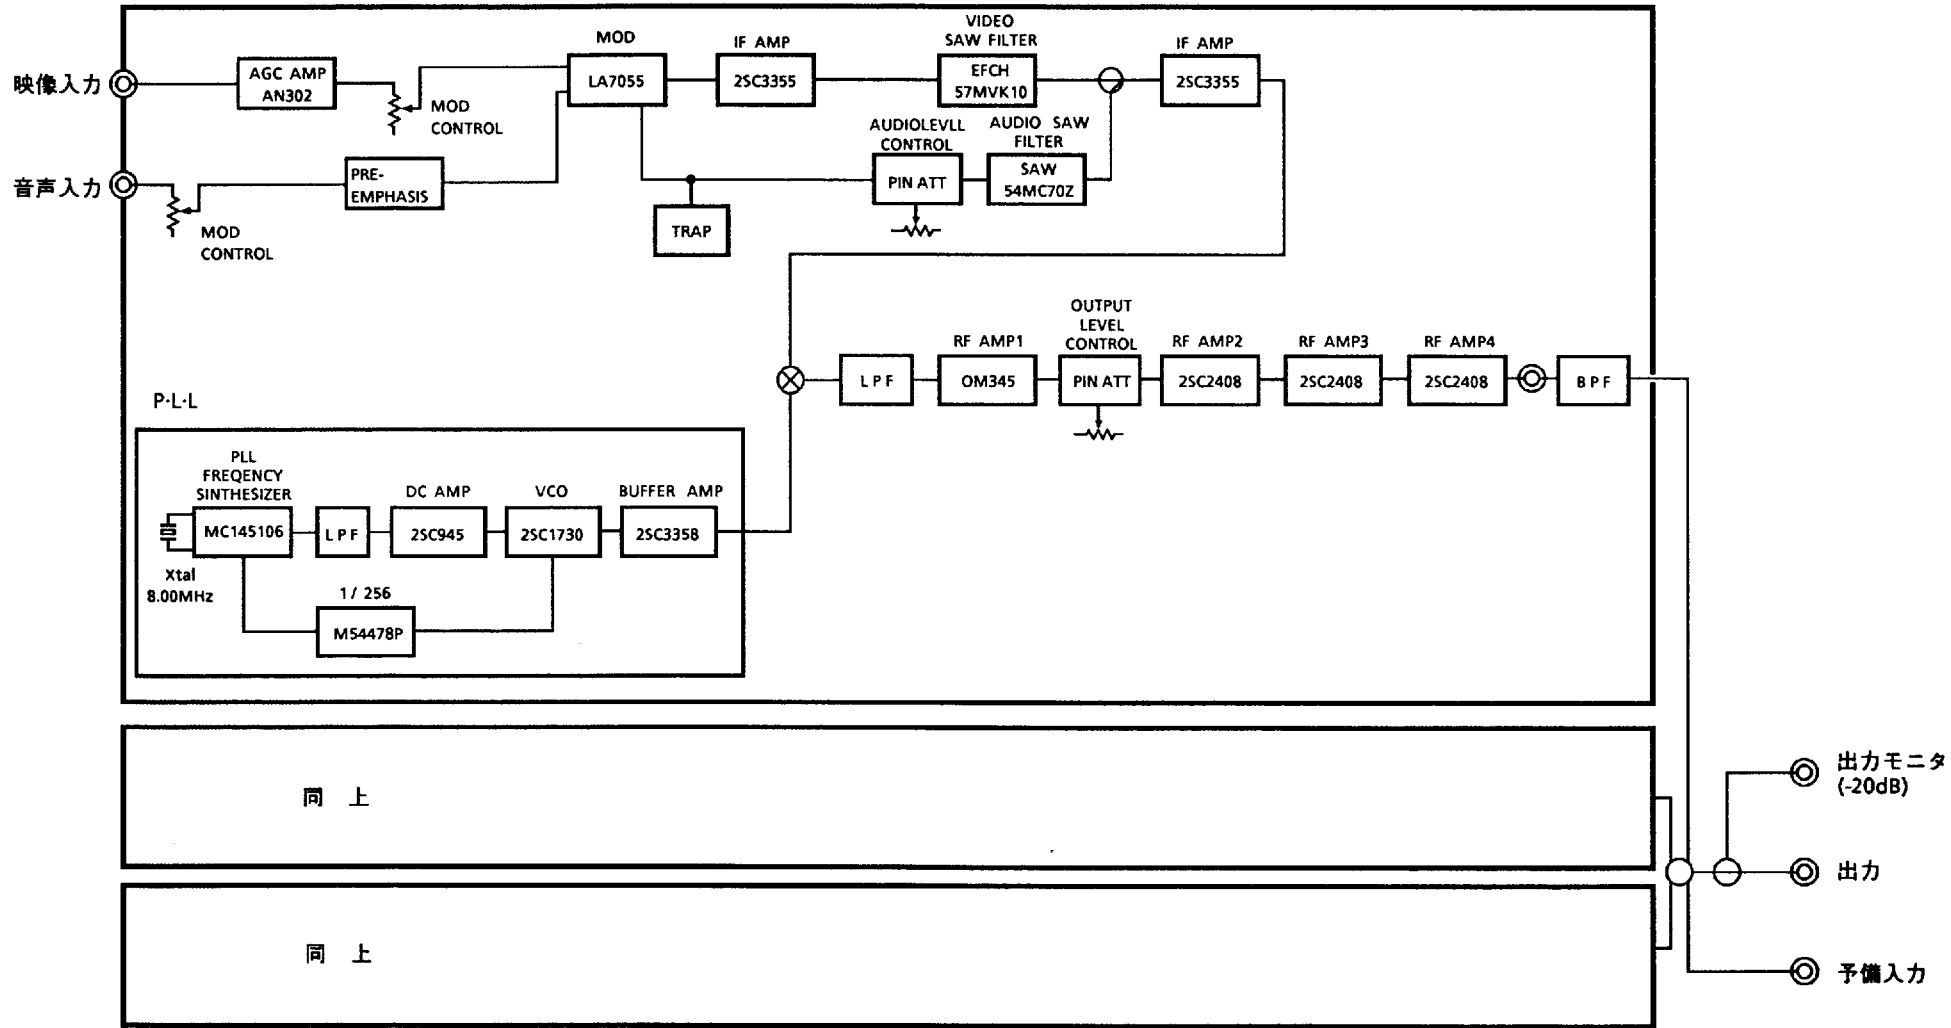 映像入力
AGC AMP
AN302
MOD
CONTROL
MOD
LA7055
IF AMP
2SC3355
VIDEO
SAW FILTER
EFCH
57MVK10
IF AMP
2SC3355
音声入力
MOD
CONTROL
PRE-
EMPHASIS
TRAP
AUDIOLEVLL
CONTROL
PIN ATT
AUDIO SAW
FILTER
SAW
54MC70Z
LPF
RF AMP1
OM345
OUTPUT
LEVEL
CONTROL
PIN ATT
RF AMP2
2SC2408
RF AMP3
2SC2408
RF AMP4
2SC2408
BPF
P·L·L
PLL
FREQENCY
SINTHESIZER
MC145106
Xtal
8.00MHz
LPF
DC AMP
2SC945
VCO
2SC1730
BUFFER AMP
2SC3358
1/256
M54478P
同上
同上
出力モニタ
(-20dB)
出力
予備入力